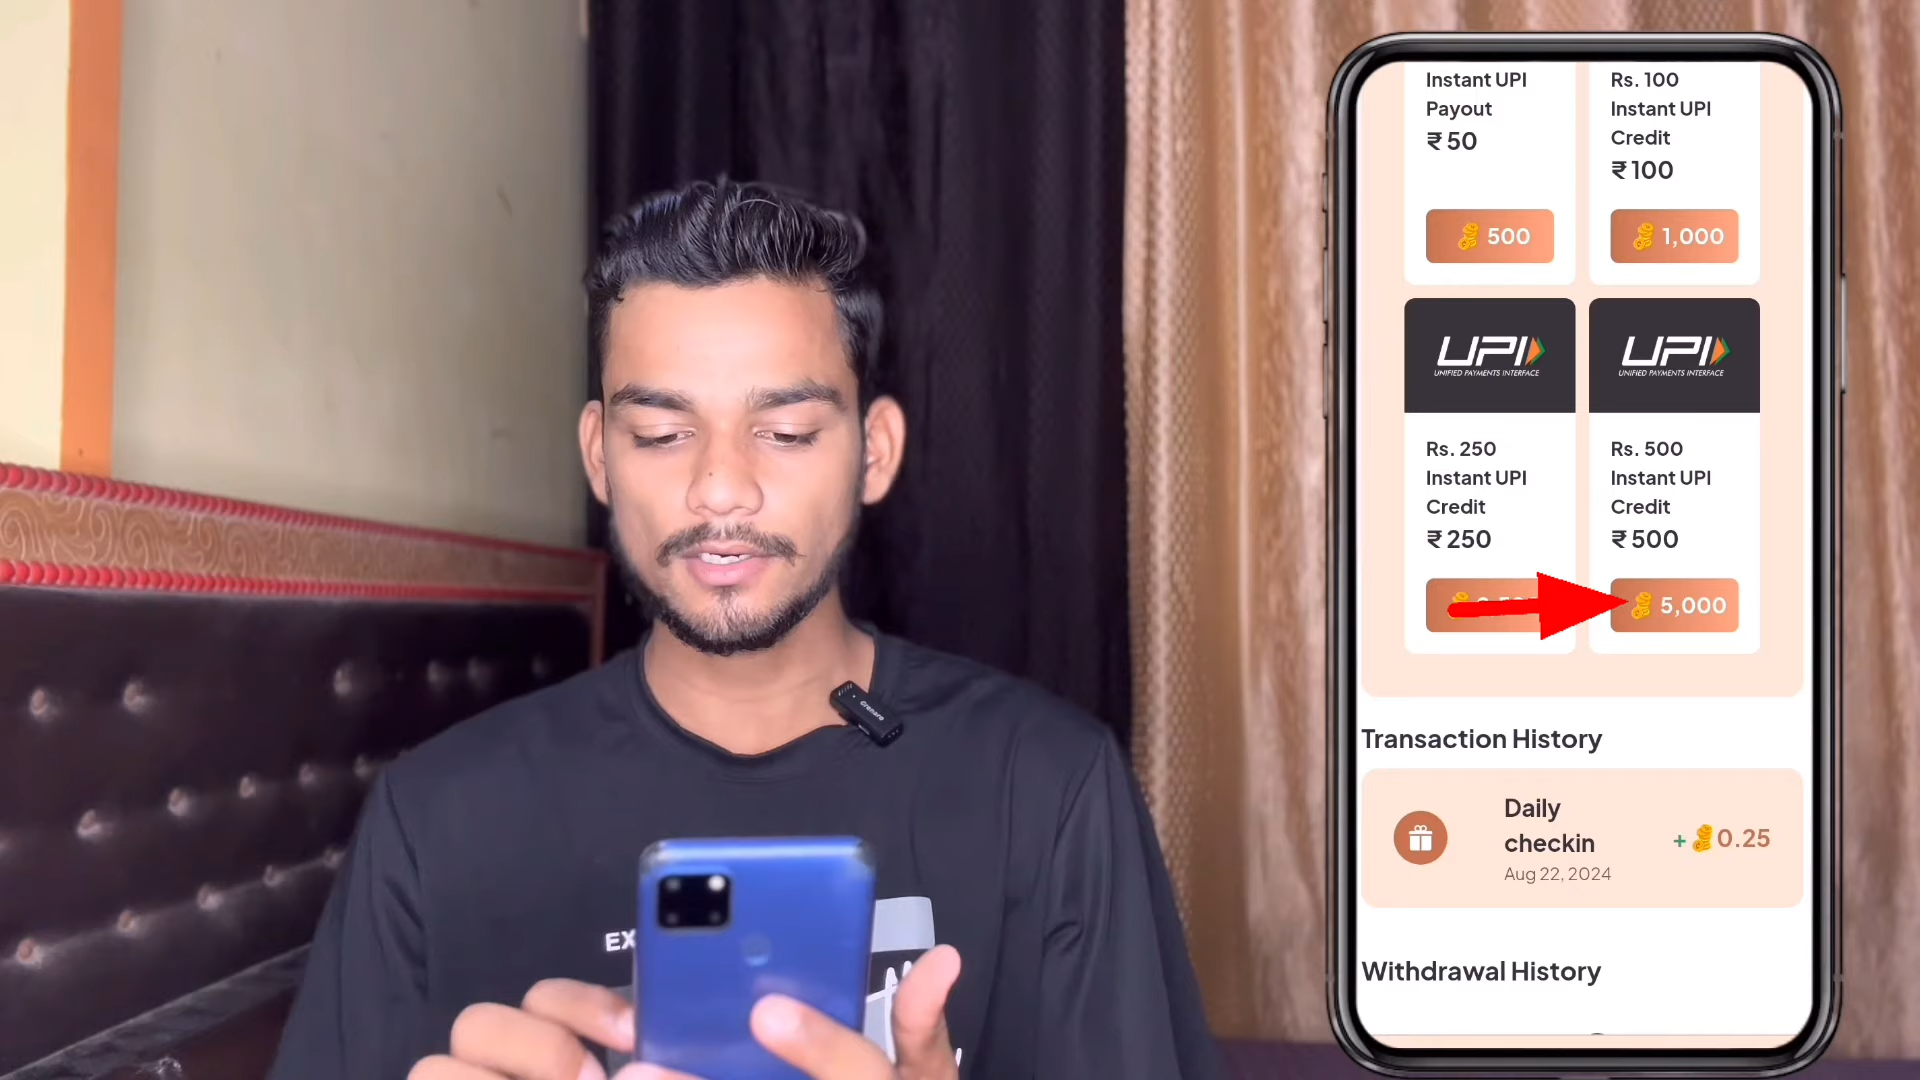 Instant UPI
Payout
₹ 50
500
Rs. 100
Instant UPI
Credit
₹ 100
1,000
UPI
UNIFIED PAYMENTS INTERFACE
UPI
UNIFIED PAYMENTS INTERFACE
Rs. 250
Instant UPI
Credit
₹ 250
Rs. 500
Instant UPI
Credit
₹ 500
5,000
Transaction History
Daily
checkin
Aug 22, 2024
+ 0.25
Withdrawal History
EX